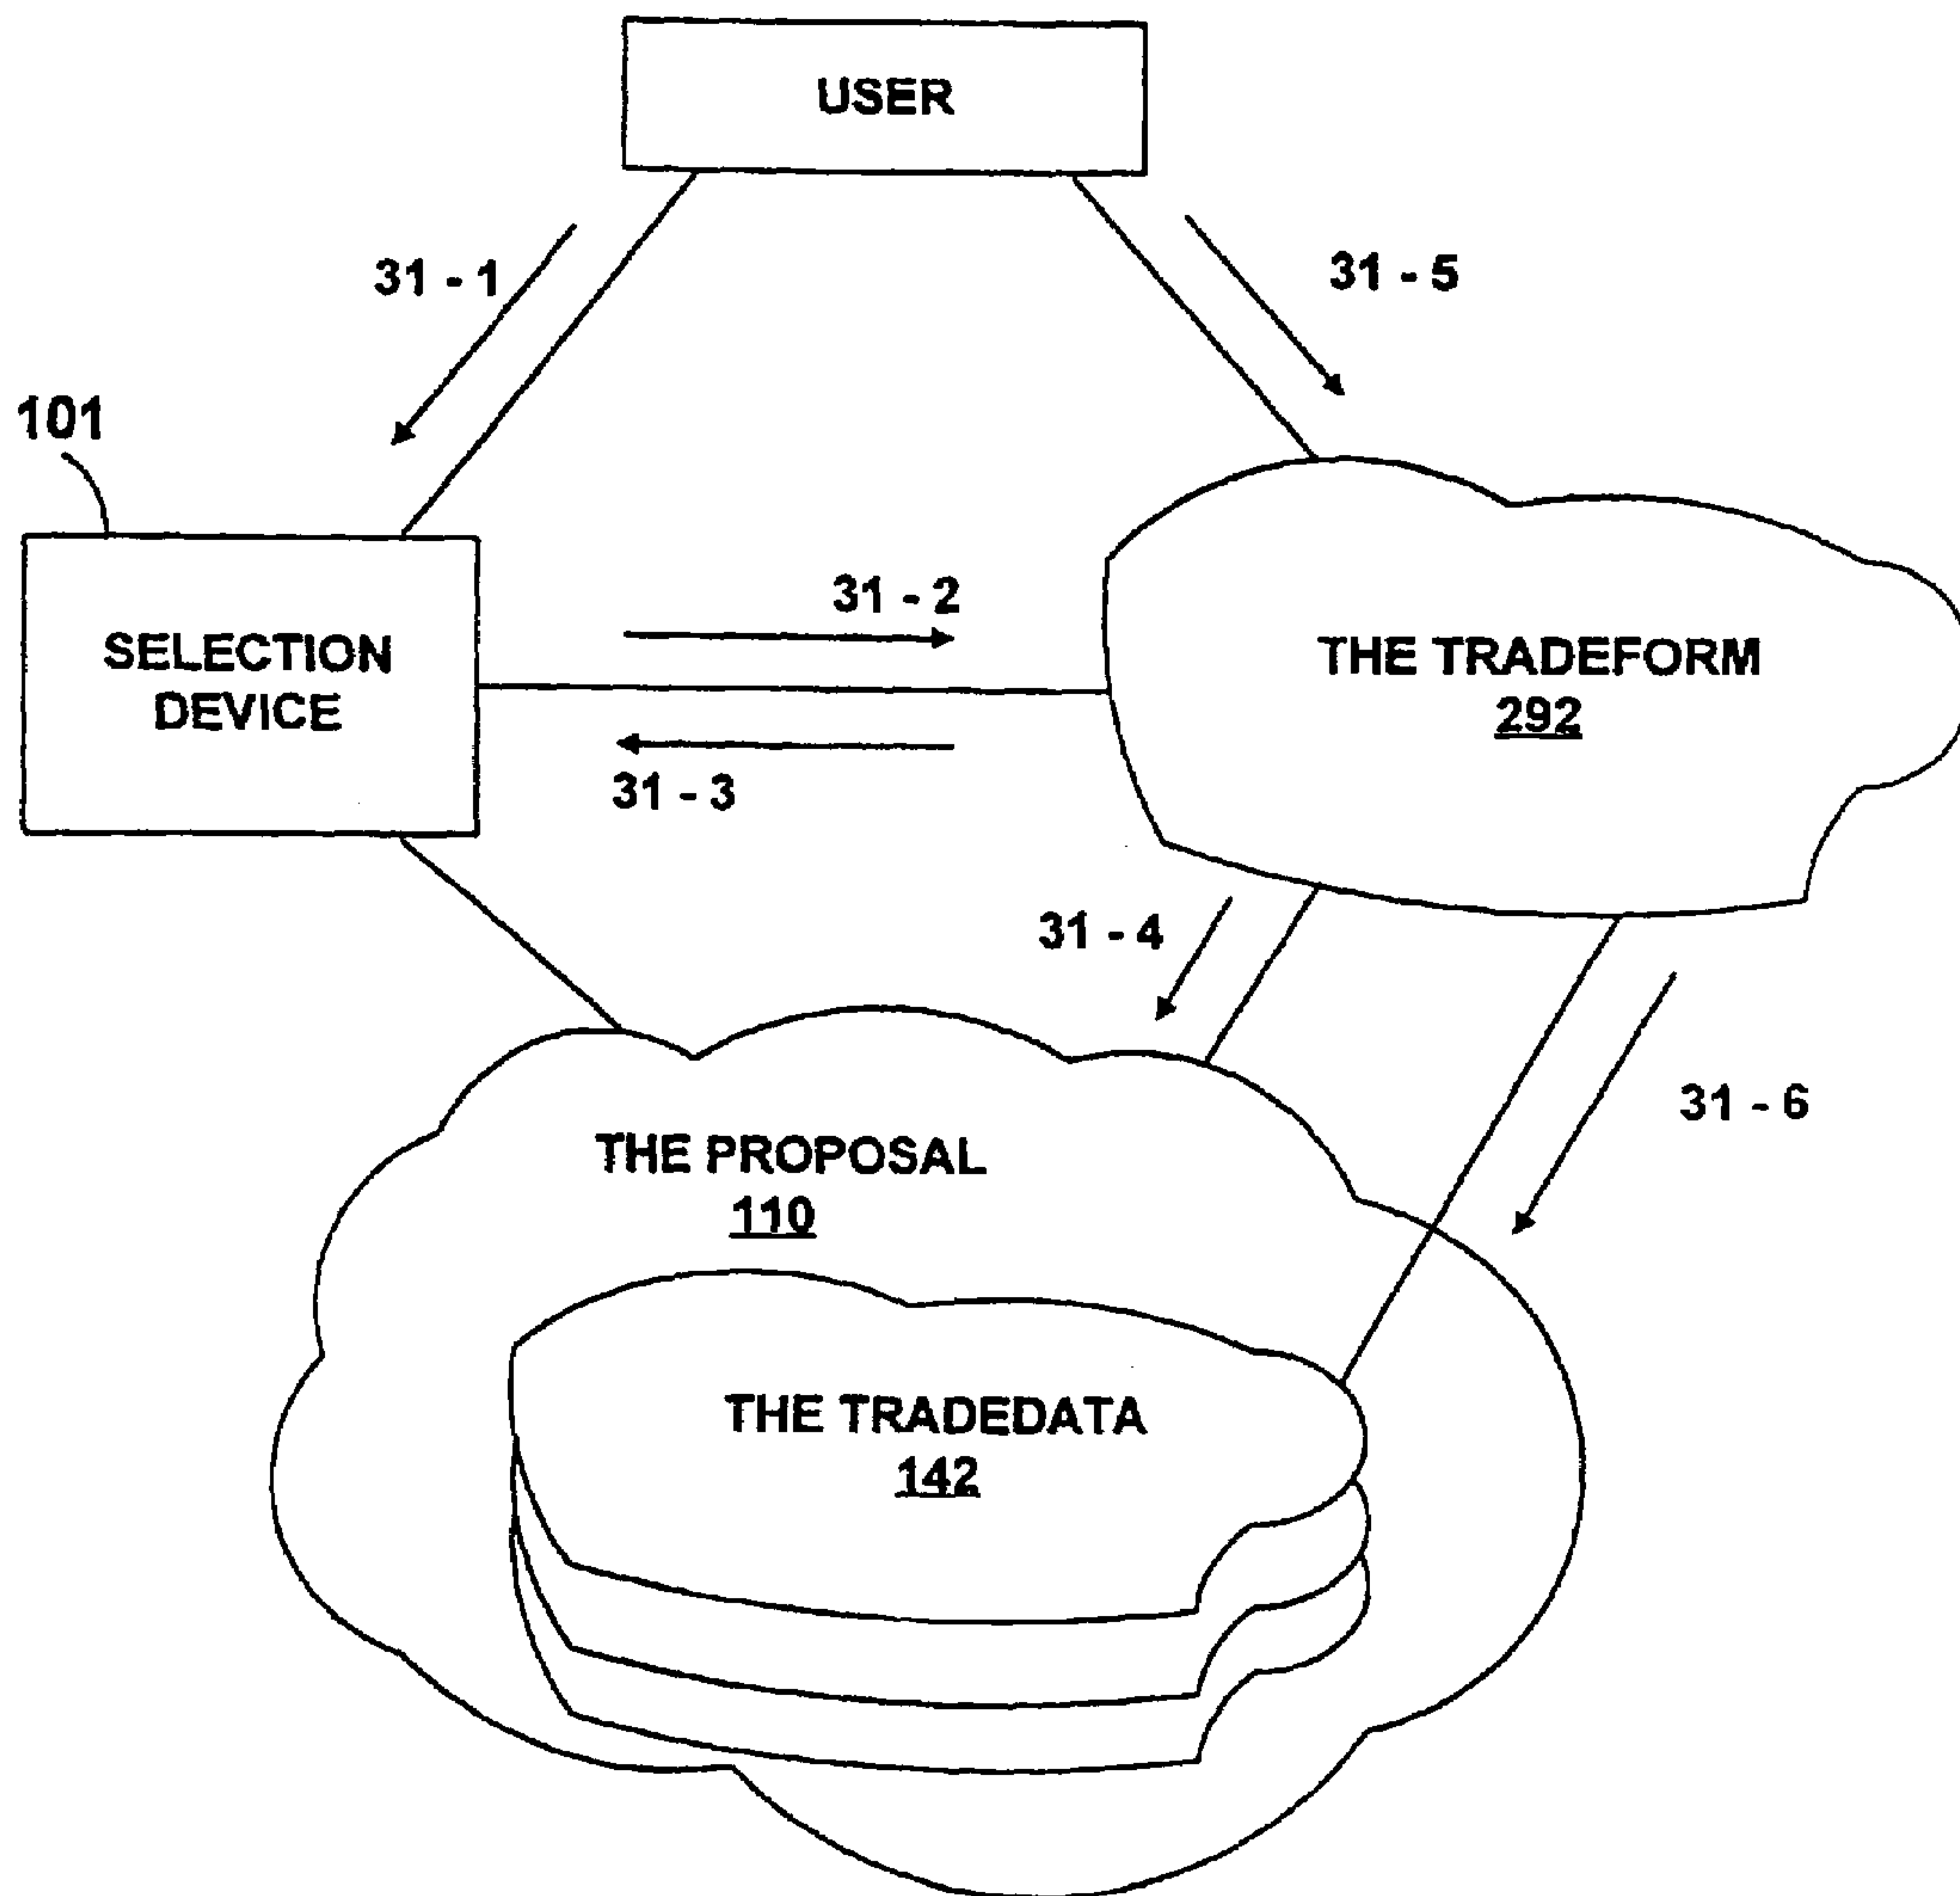 USER
31 - 1
31 - 5
101
31 - 2
SELECTION
DEVICE
THE TRADEFORM
292
31 - 3
31 - 4
31 - 6
THE PROPOSAL
110
THE TRADEDATA
142